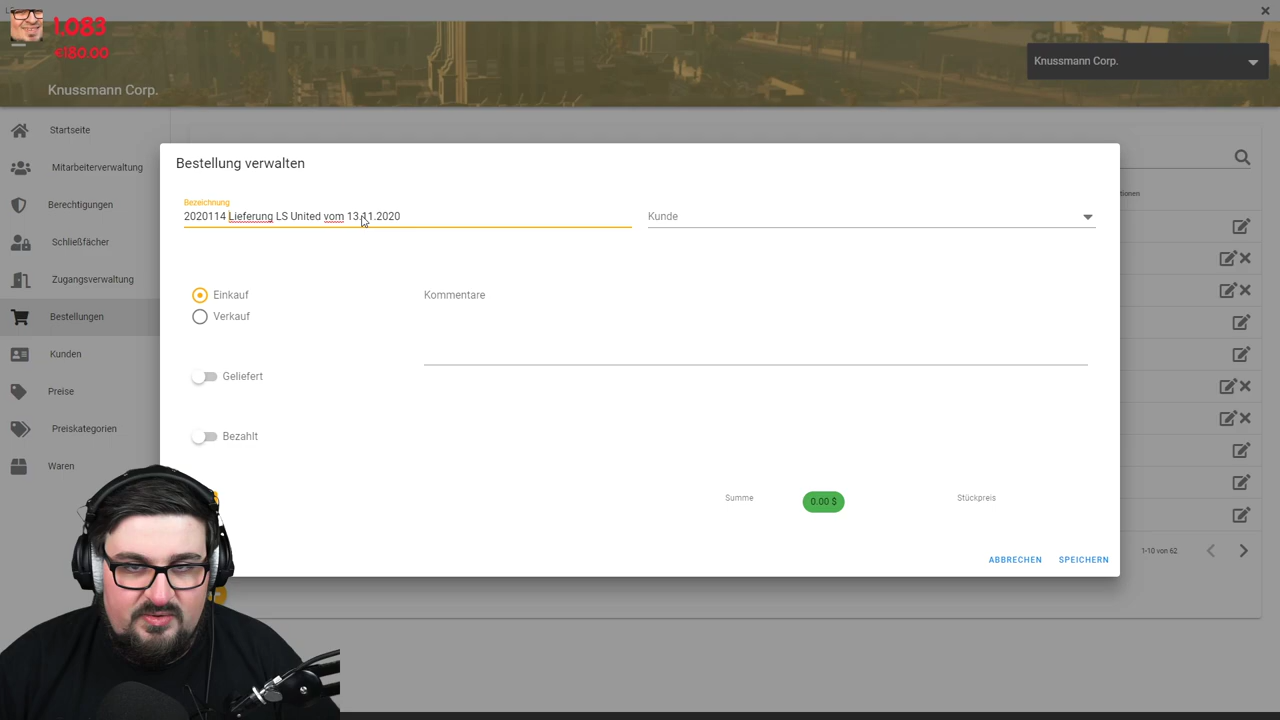 1.083
€180.00
Knussmann Corp.
Knussmann Corp.
Startseite
Mitarbeiterverwaltung
Berechtigungen
Schließfächer
Zugangsverwaltung
Bestellungen
Kunden
Preise
Preiskategorien
Waren
Bestellung verwalten
Bezeichnung
2020114 Lieferung LS United vom 13.11.2020
Kunde
Einkauf
Verkauf
Kommentare
Geliefert
Bezahlt
Summe
0.00 $
Stückpreis
ABBRECHEN
SPEICHERN
1-10 von 62